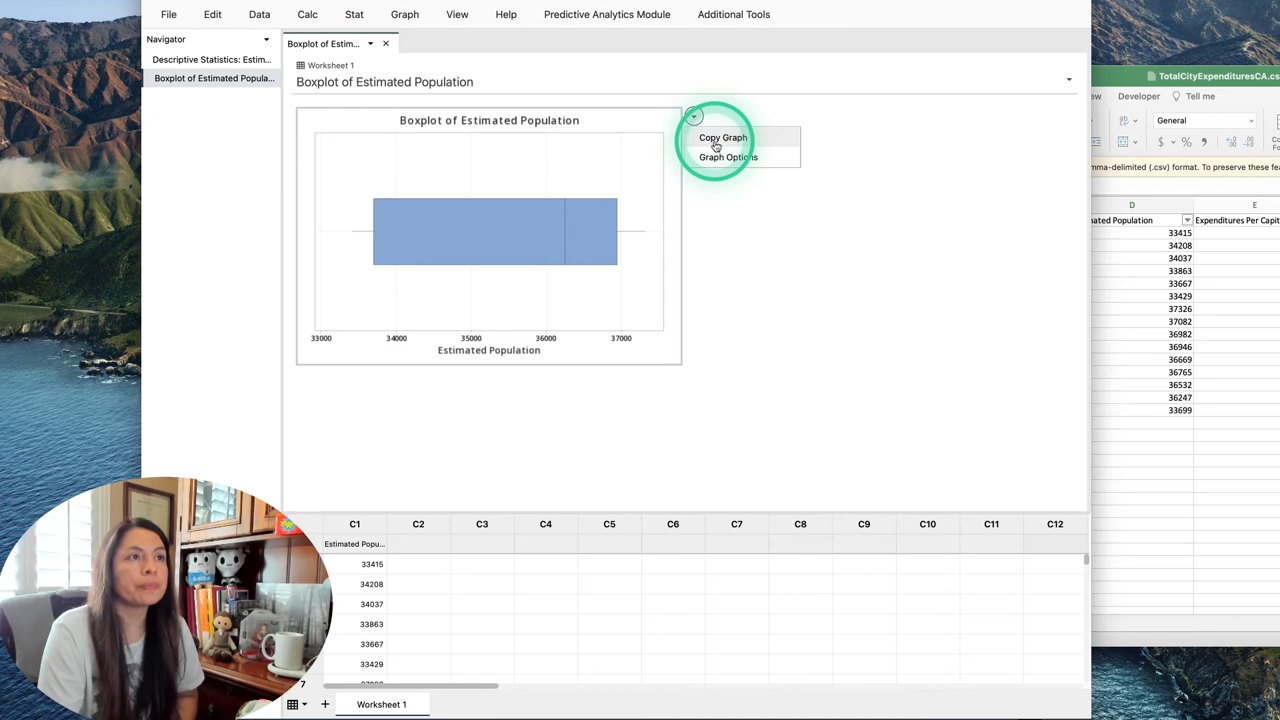 File Edit Data Calc Stat Graph View Help Predictive Analytics Module Additional Tools
Navigator
Descriptive Statistics: Estim...
Boxplot of Estimated Popula...
Boxplot of Estim...
Worksheet 1
Boxplot of Estimated Population
Boxplot of Estimated Population
33000 34000 35000 36000 37000
Estimated Population
Copy Graph
Graph Options
TotalCityExpendituresCA.cs
ew Developer Tell me
General
$ % 9
Co
Fo
mma-delimited (.csv) format. To preserve these fea
D E
ated Population Expenditures Per Capit
33415
34208
34037
33863
33667
33429
37326
37082
36982
36946
36669
36765
36532
36247
33699
C1 C2 C3 C4 C5 C6 C7 C8 C9 C10 C11 C12
Estimated Popu...
33415
34208
34037
33863
33667
33429
7
+ Worksheet 1